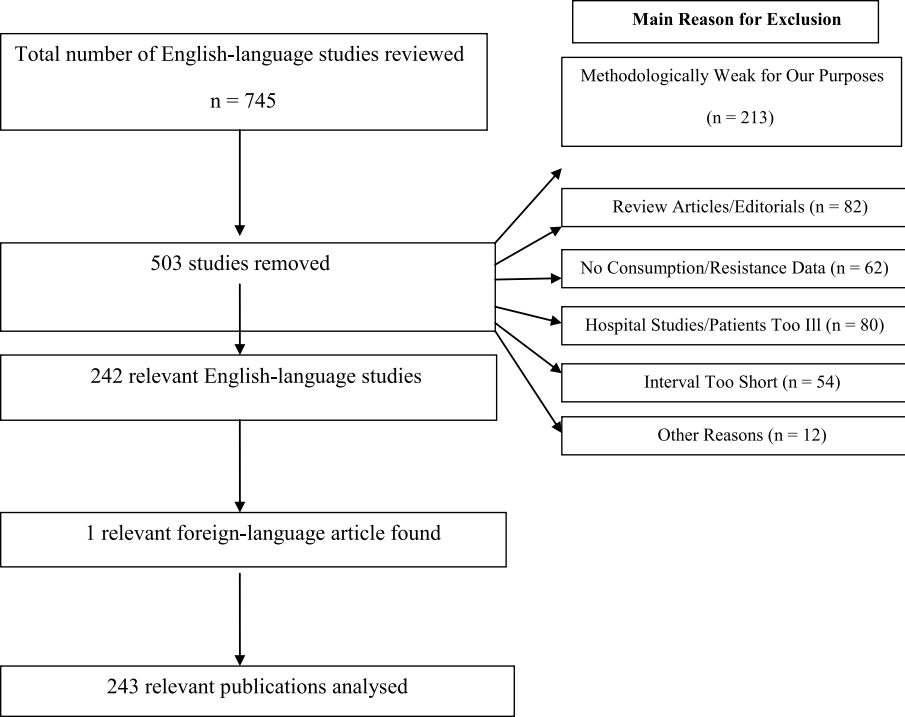 Total number of English-language studies reviewed
n = 745
503 studies removed
242 relevant English-language studies
1 relevant foreign-language article found
243 relevant publications analysed
Main Reason for Exclusion
Methodologically Weak for Our Purposes
(n = 213)
Review Articles/Editorials (n = 82)
No Consumption/Resistance Data (n = 62)
Hospital Studies/Patients Too Ill (n = 80)
Interval Too Short (n = 54)
Other Reasons (n = 12)